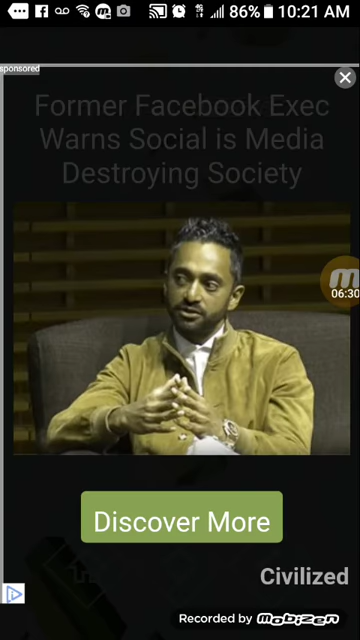 86% 10:21 AM
sponsored
Former Facebook Exec
Warns Social is Media
Destroying Society
06:30
Discover More
Civilized
Recorded by Mobizen